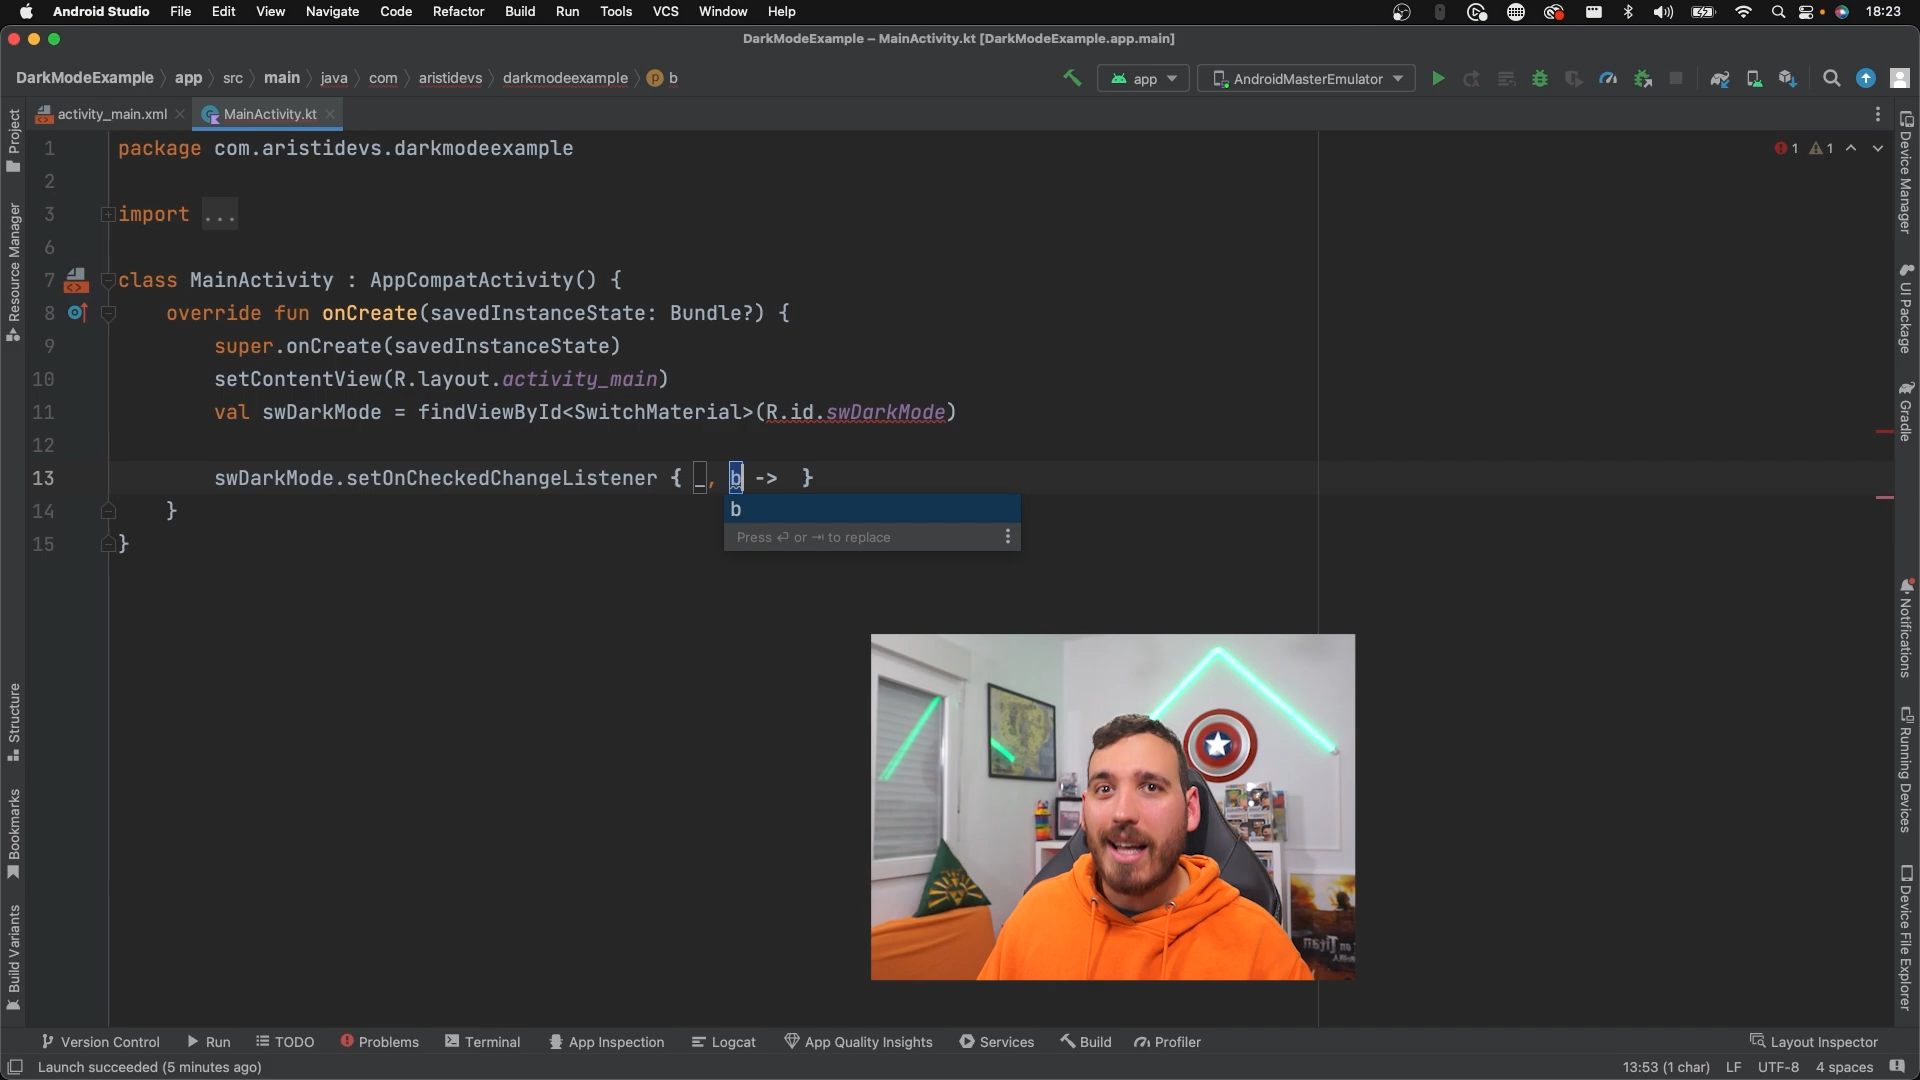 Android Studio File Edit View Navigate Code Refactor Build Run Tools VCS Window Help 18:23
DarkModeExample – MainActivity.kt [DarkModeExample.app.main]
DarkModeExample app src main java com aristidevs darkmodeexample b app AndroidMasterEmulator
activity_main.xml MainActivity.kt
1 package com.aristidevs.darkmodeexample
1 1
2
3 import ...
6
7 class MainActivity : AppCompatActivity() {
8 override fun onCreate(savedInstanceState: Bundle?) {
9 super.onCreate(savedInstanceState)
10 setContentView(R.layout.activity_main)
11 val swDarkMode = findViewById<SwitchMaterial>(R.id.swDarkMode)
12
13 swDarkMode.setOnCheckedChangeListener { _, b -> }
b
Press ⏎ or ⇥ to replace
14 }
15 }
Project
Resource Manager
Structure
Bookmarks
Build Variants
Device Manager
UI Package
Gradle
Notifications
Running Devices
Device File Explorer
Version Control Run TODO Problems Terminal App Inspection Logcat App Quality Insights Services Build Profiler Layout Inspector
Launch succeeded (5 minutes ago) 13:53 (1 char) LF UTF-8 4 spaces